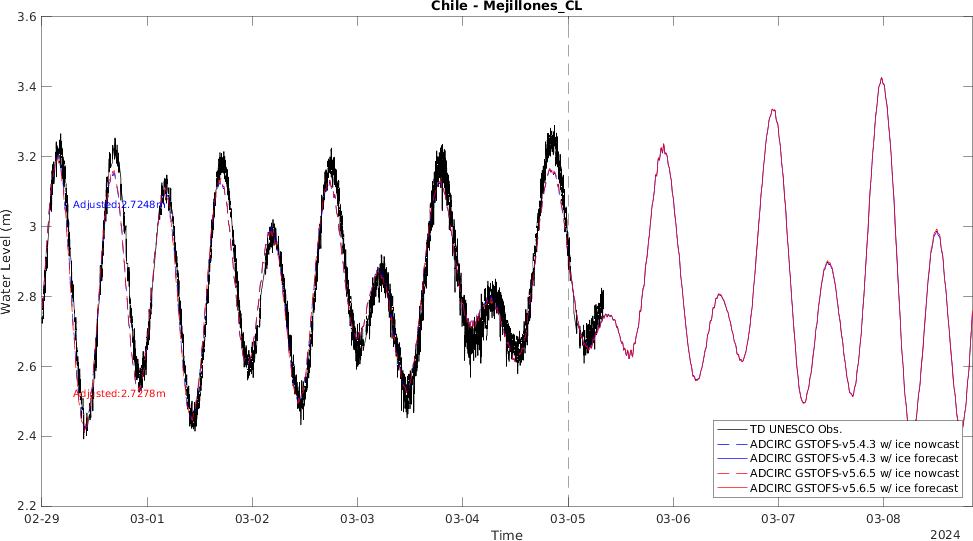 Chile - Mejillones_CL
3.6
3.4
3.2
3
2.8
2.6
2.4
2.2
Water Level (m)
Adjusted:2.7248m
Adjusted:2.7278m
TD UNESCO Obs.
ADCIRC GSTOFS-v5.4.3 w/ ice nowcast
ADCIRC GSTOFS-v5.4.3 w/ ice forecast
ADCIRC GSTOFS-v5.6.5 w/ ice nowcast
ADCIRC GSTOFS-v5.6.5 w/ ice forecast
02-29 03-01 03-02 03-03 03-04 03-05 03-06 03-07 03-08
Time
2024